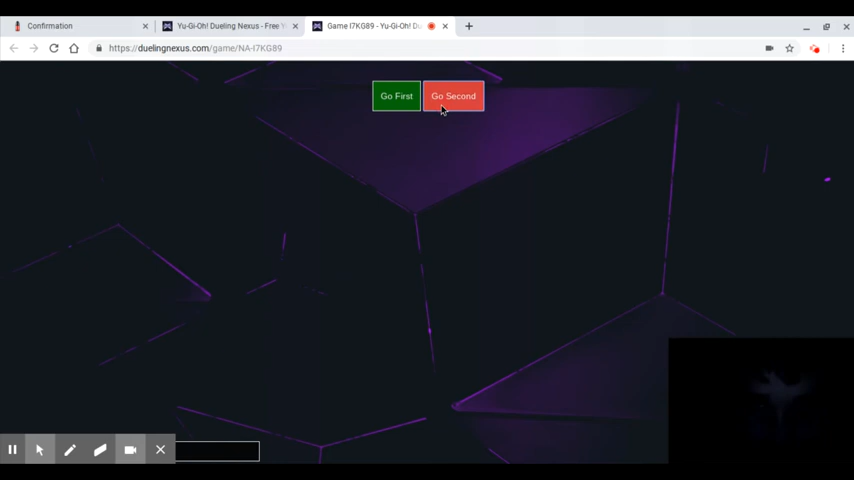 Confirmation
Yu-Gi-Oh! Dueling Nexus - Free Y
Game I7KG89 - Yu-Gi-Oh! Du
https://duelingnexus.com/game/NA-I7KG89
Go First
Go Second